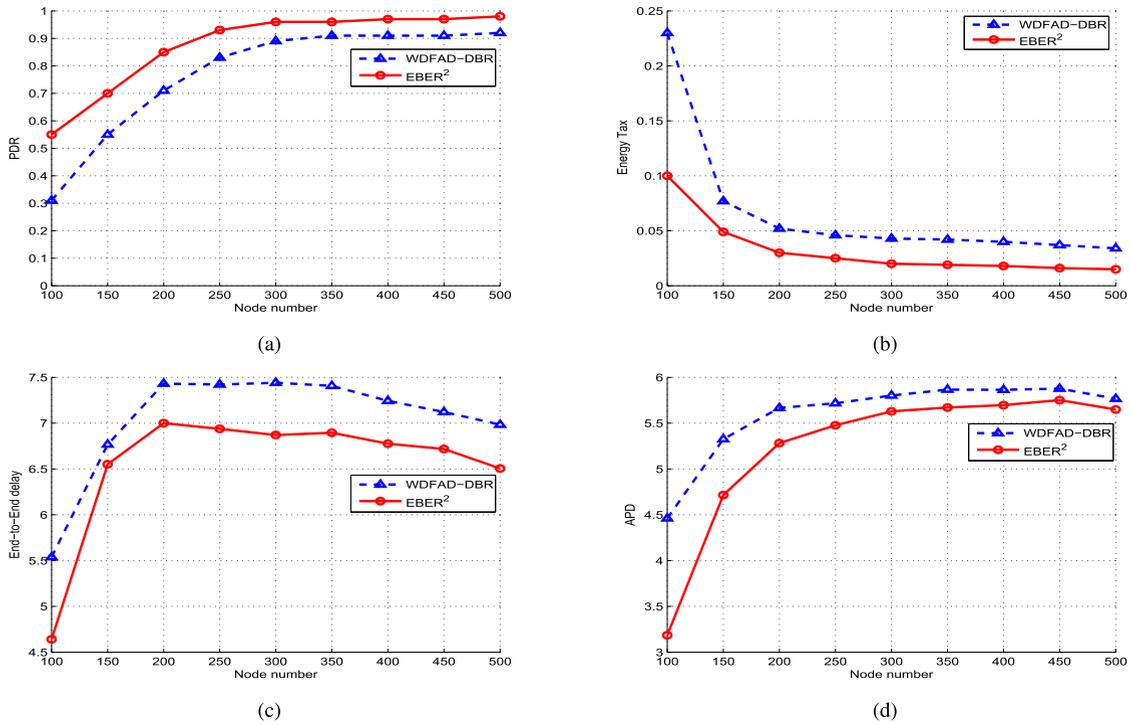 1
0.9
0.8
0.7
0.6
0.5
0.4
0.3
0.2
0.1
0
PDR
WDFAD-DBR
EBER²
100 150 200 250 300 350 400 450 500
Node number
(a)
0.25
0.2
0.15
0.1
0.05
0
Energy Tax
WDFAD-DBR
EBER²
100 150 200 250 300 350 400 450 500
Node number
(b)
7.5
7
6.5
6
5.5
5
4.5
End-to-End delay
WDFAD-DBR
EBER²
100 150 200 250 300 350 400 450 500
Node number
(c)
6
5.5
5
4.5
4
3.5
3
APD
WDFAD-DBR
EBER²
100 150 200 250 300 350 400 450 500
Node number
(d)